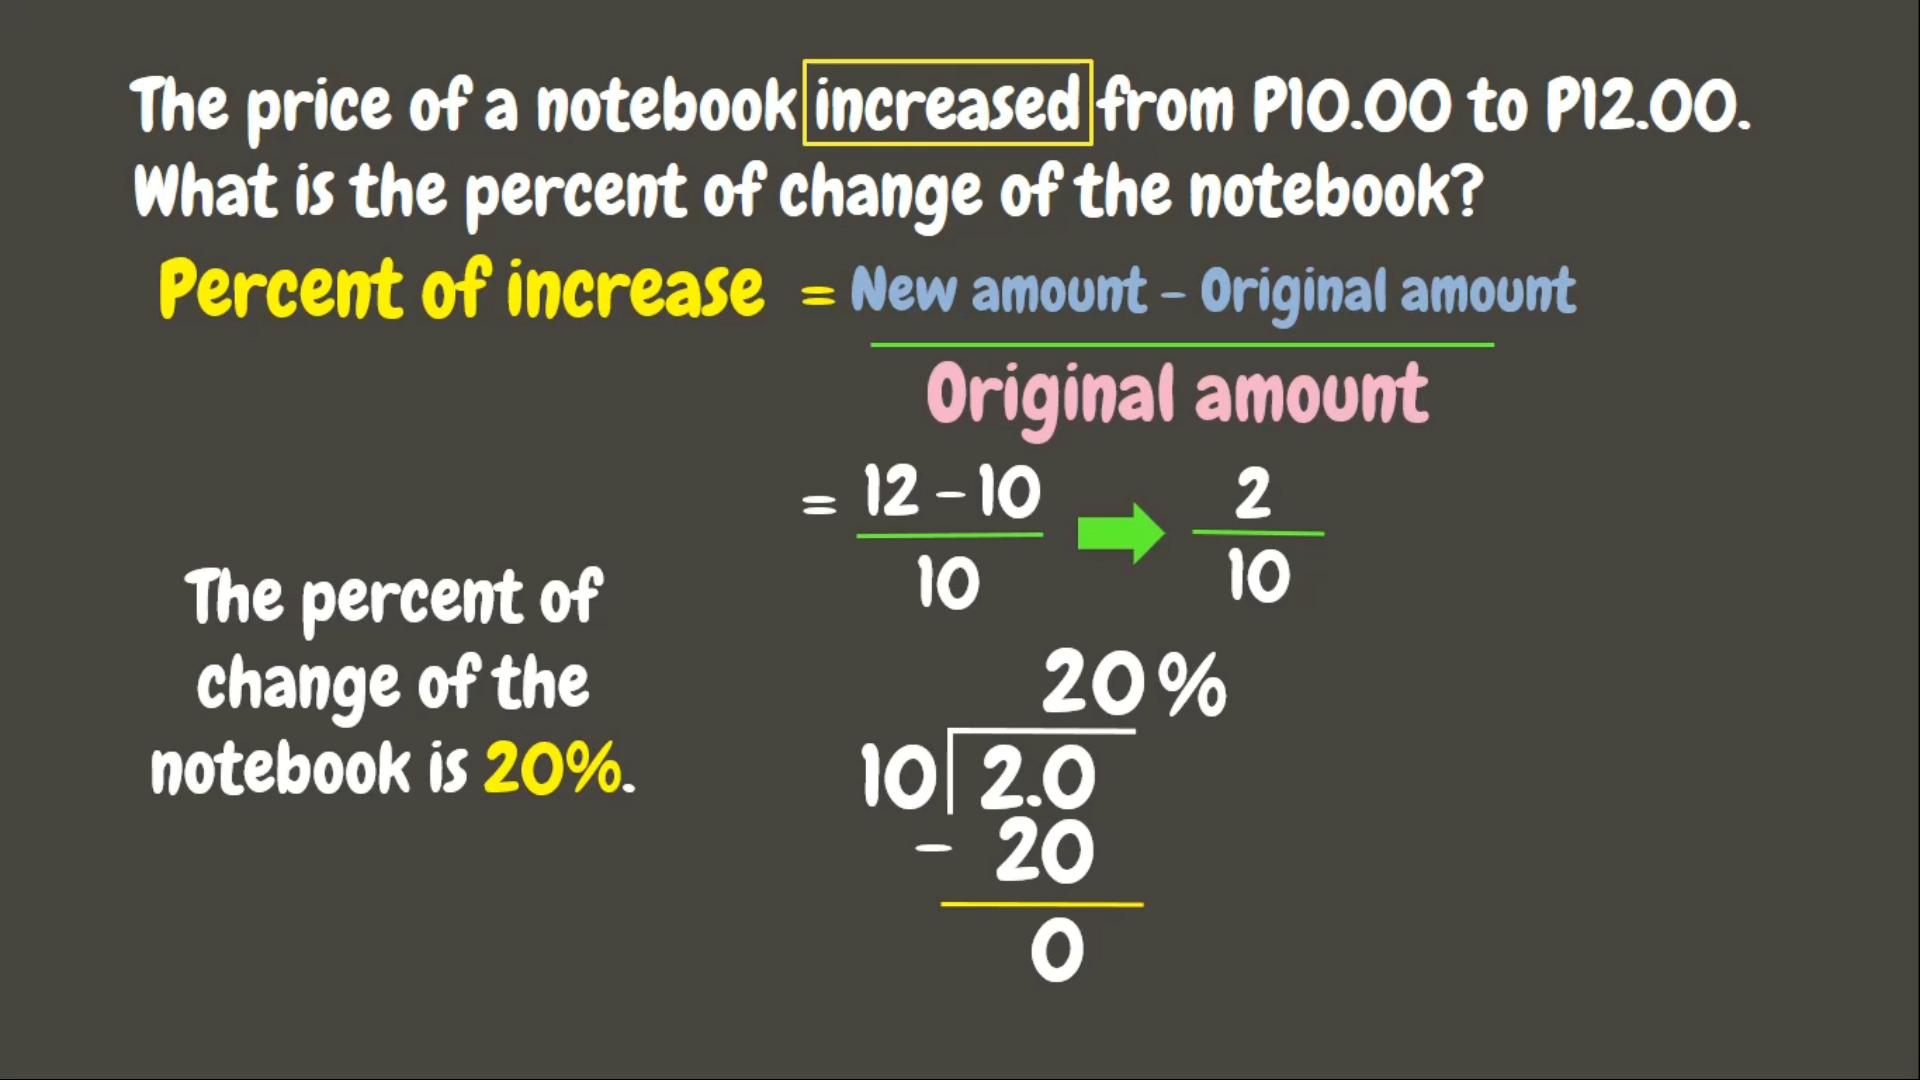 The price of a notebook increased from P10.00 to P12.00.
What is the percent of change of the notebook?
Percent of increase = New amount - Original amount
Original amount
= 12 - 10 2
10 10
The percent of
change of the
notebook is 20%.
20%
10 2.0
- 20
0